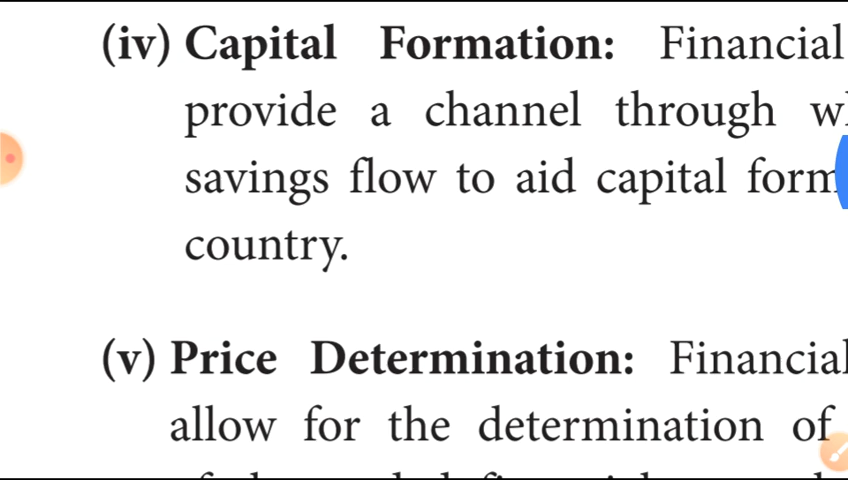 (iv) Capital Formation: Financial
provide a channel through
savings flow to aid capital
country.
(v) Price Determination: Financial
allow for the determination of